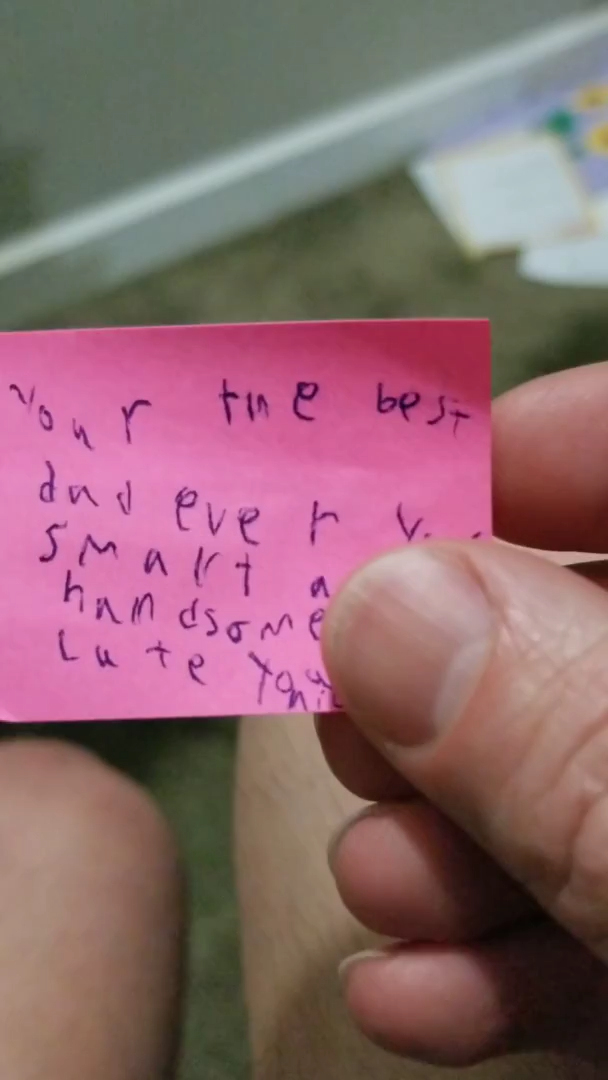 Your the best
dad ever
smart
handsome
cute